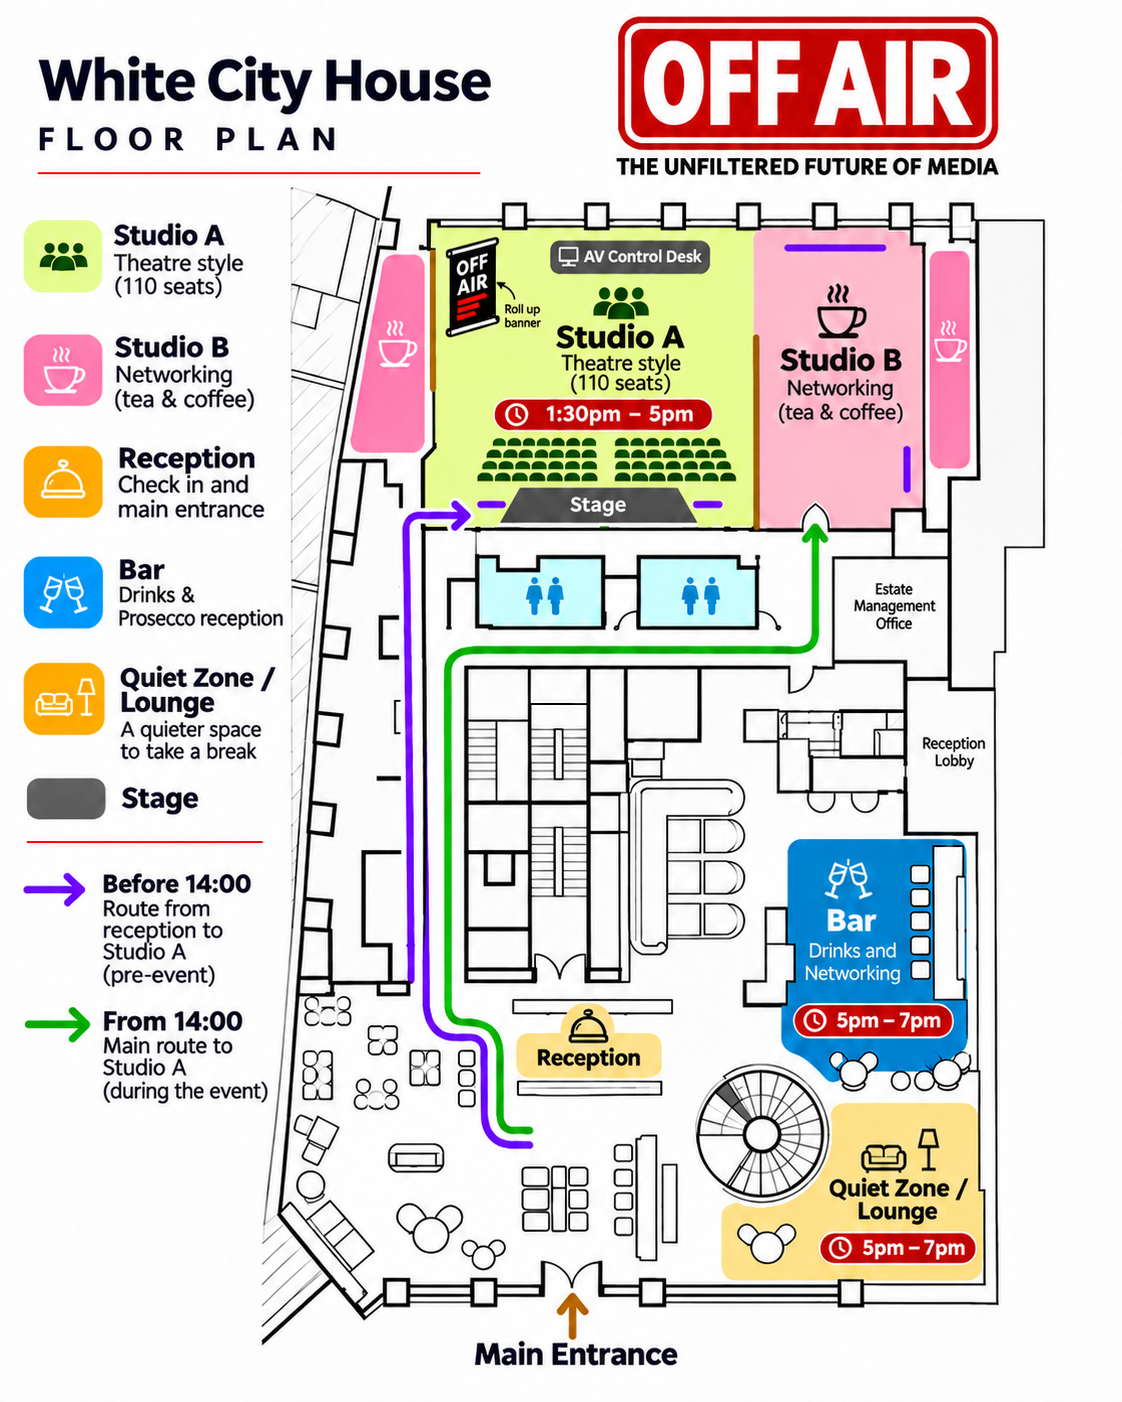 White City House
FLOOR PLAN
OFF AIR
THE UNFILTERED FUTURE OF MEDIA
Studio A
Theatre style
(110 seats)
Studio B
Networking
(tea & coffee)
Reception
Check in and
main entrance
Bar
Drinks &
Prosecco reception
Quiet Zone /
Lounge
A quieter space
to take a break
Stage
Before 14:00
Route from
reception to
Studio A
(pre-event)
From 14:00
Main route to
Studio A
(during the event)
OFF
AIR
Roll up
banner
AV Control Desk
Studio A
Theatre style
(110 seats)
1:30pm – 5pm
Stage
Studio B
Networking
(tea & coffee)
Estate
Management
Office
Reception
Lobby
Bar
Drinks and
Networking
5pm – 7pm
Reception
Quiet Zone /
Lounge
5pm – 7pm
Main Entrance